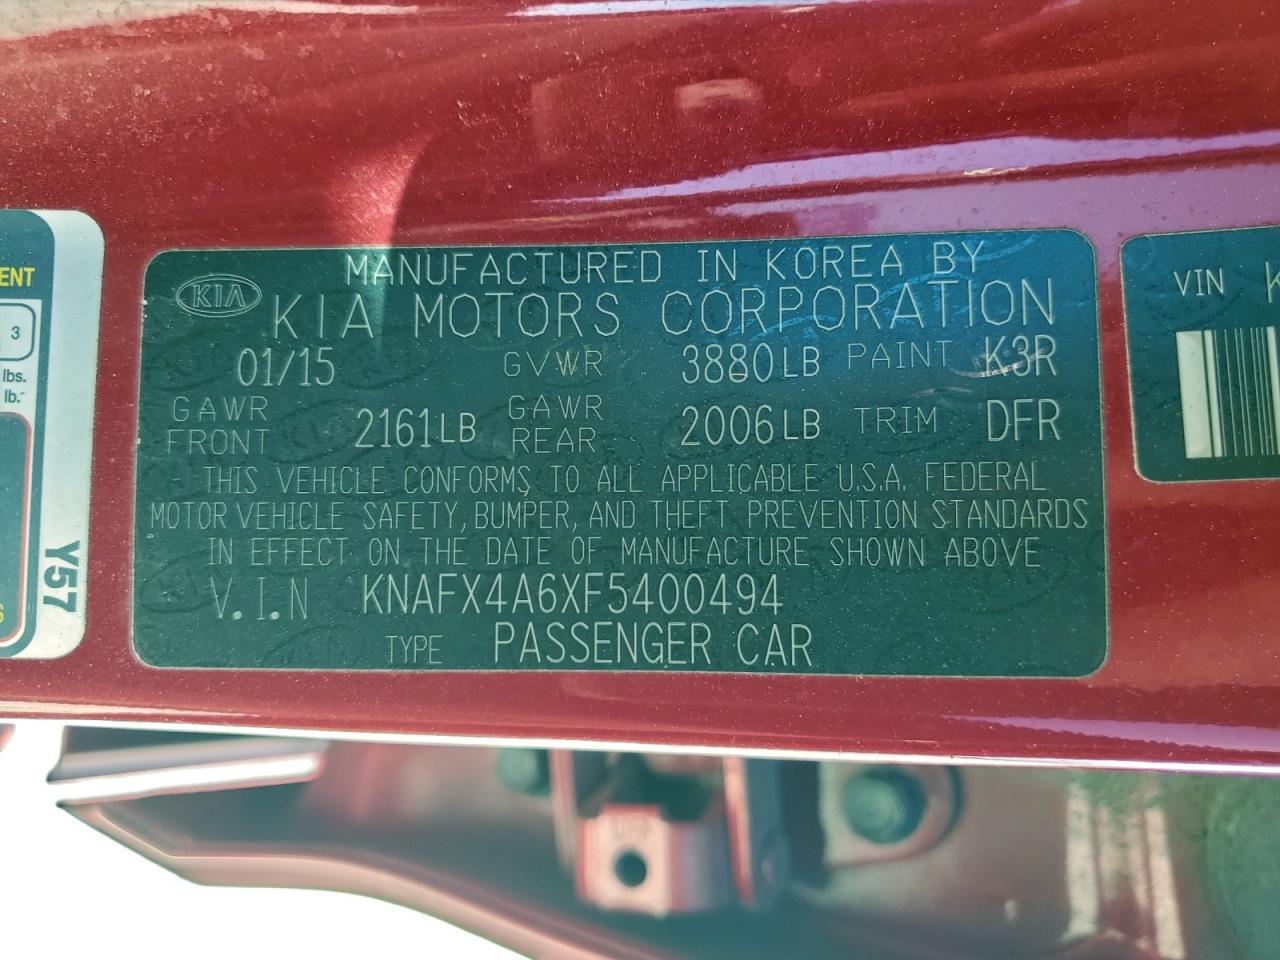 MANUFACTURED IN KOREA BY
KIA KIA MOTORS CORPORATION
01/15 GVWR 3880LB PAINT K3R
GAWR FRONT 2161LB GAWR REAR 2006LB TRIM DFR
THIS VEHICLE CONFORMS TO ALL APPLICABLE U.S.A. FEDERAL
MOTOR VEHICLE SAFETY, BUMPER, AND THEFT PREVENTION STANDARDS
IN EFFECT ON THE DATE OF MANUFACTURE SHOWN ABOVE
V.I.N KNAFX4A6XF5400494
TYPE PASSENGER CAR
ENT
3
lbs.
lb.
Y57
S
VIN K